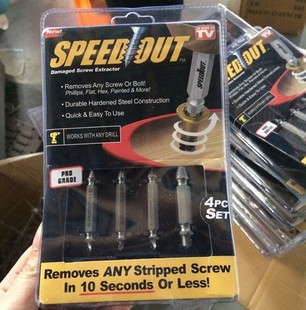 New!
AS SEEN ON
TV
SPEEDOUT™
Damaged Screw Extractor
SPEEDOUT
• Removes Any Screw Or Bolt!
Phillips, Flat, Hex, Painted & More!
• Durable Hardened Steel Construction
• Quick & Easy To Use
WORKS WITH ANY DRILL
PRO
GRADE
4PC
SET
Removes ANY Stripped Screw
In 10 Seconds Or Less!
OUT